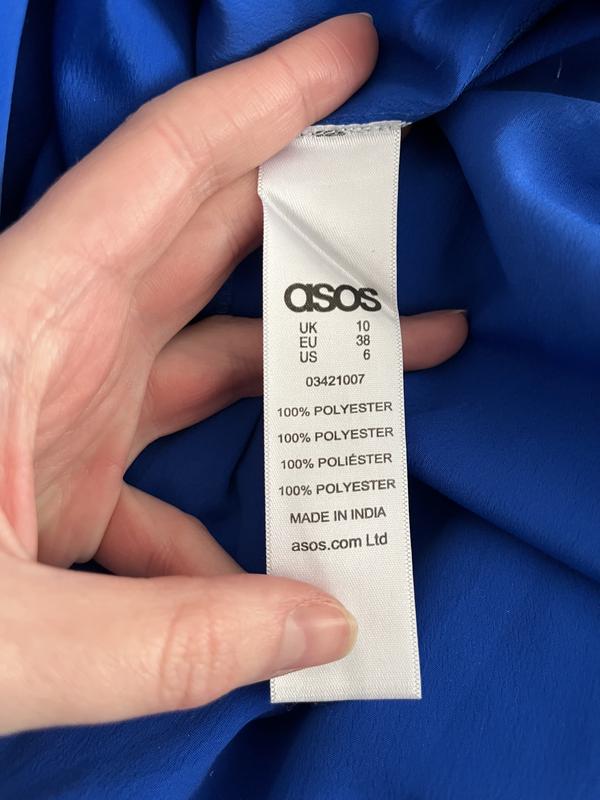 asos
UK 10
EU 38
US 6
03421007
100% POLYESTER
100% POLYESTER
100% POLIÉSTER
100% POLYESTER
MADE IN INDIA
asos.com Ltd